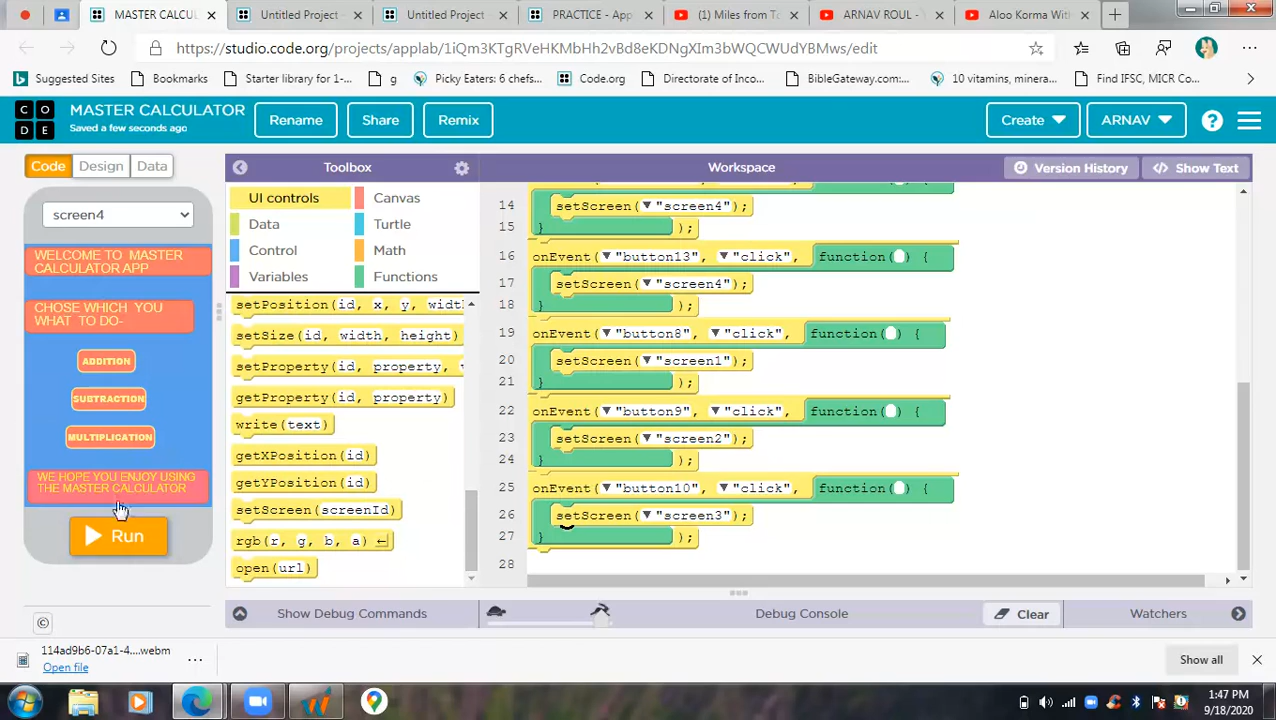 MASTER CALCUL
Untitled Project -
Untitled Project
PRACTICE - App
(1) Miles from To
ARNAV ROUL -
Aloo Korma With
https://studio.code.org/projects/applab/1iQm3KTgRVeHKMbHh2vBd8eKDNgXIm3bWQCWUdYBMws/edit
Suggested Sites
Bookmarks
Starter library for 1-...
g
Picky Eaters: 6 chefs...
Code.org
Directorate of Inco...
BibleGateway.com:...
10 vitamins, minera...
Find IFSC, MICR Co...
CO
DE
MASTER CALCULATOR
Saved a few seconds ago
Rename
Share
Remix
Create
ARNAV
?
Code
Design
Data
Toolbox
Workspace
Version History
</> Show Text
screen4
WELCOME TO MASTER
CALCULATOR APP
CHOSE WHICH YOU
WHAT TO DO-
ADDITION
SUBTRACTION
MULTIPLICATION
WE HOPE YOU ENJOY USING
THE MASTER CALCULATOR
Run
UI controls
Canvas
Data
Turtle
Control
Math
Variables
Functions
setPosition(id, x, y, width
setSize(id, width, height)
setProperty(id, property,
getProperty(id, property)
write(text)
getXPosition(id)
getYPosition(id)
setScreen(screenId)
rgb(r, g, b, a)
open(url)
14 setScreen("screen4");
15 });
16 onEvent("button13", "click", function() {
17 setScreen("screen4");
18 });
19 onEvent("button8", "click", function() {
20 setScreen("screen1");
21 });
22 onEvent("button9", "click", function() {
23 setScreen("screen2");
24 });
25 onEvent("button10", "click", function() {
26 setScreen("screen3");
27 });
28
Show Debug Commands
Debug Console
Clear
Watchers
©
114ad9b6-07a1-4....webm
Open file
Show all
1:47 PM
9/18/2020